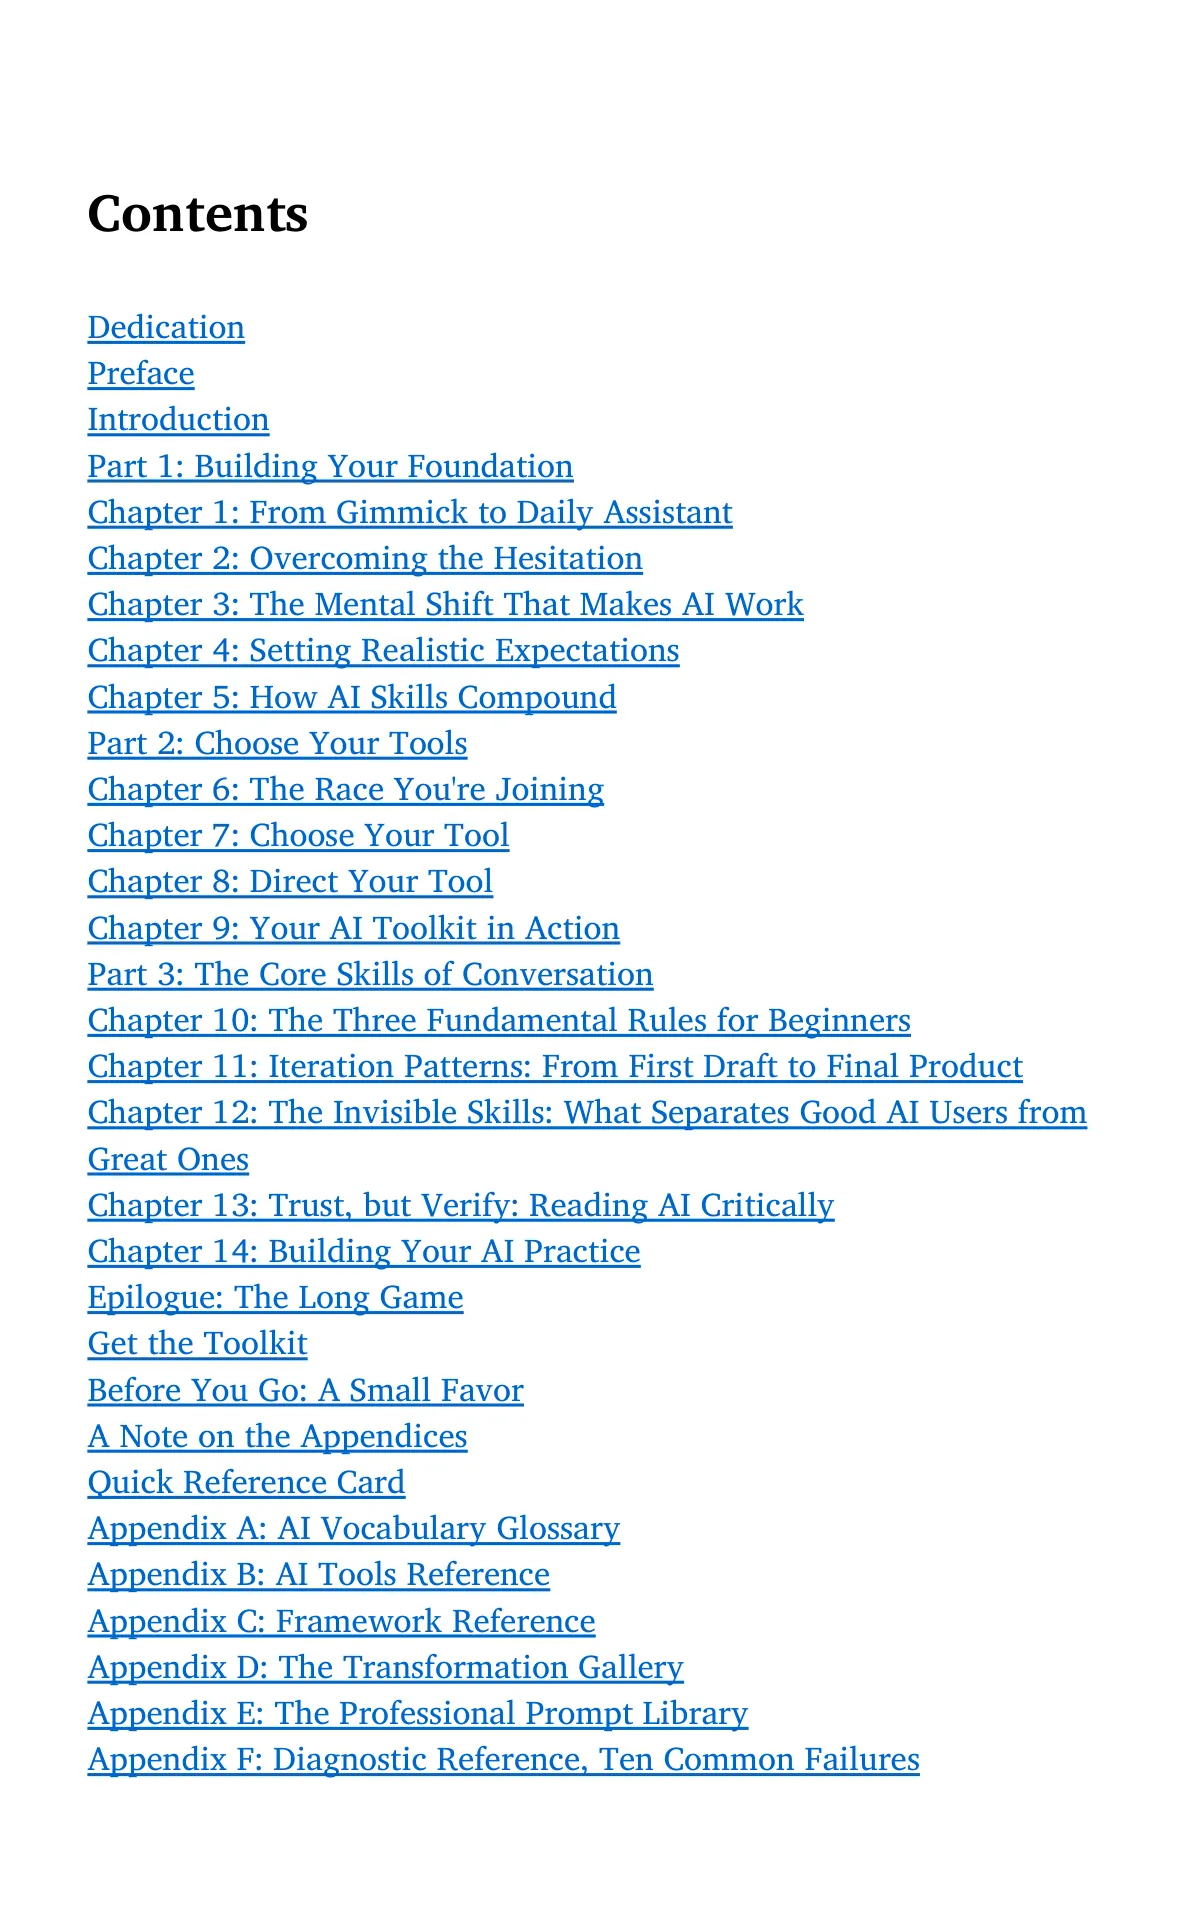 Contents
Dedication
Preface
Introduction
Part 1: Building Your Foundation
Chapter 1: From Gimmick to Daily Assistant
Chapter 2: Overcoming the Hesitation
Chapter 3: The Mental Shift That Makes AI Work
Chapter 4: Setting Realistic Expectations
Chapter 5: How AI Skills Compound
Part 2: Choose Your Tools
Chapter 6: The Race You're Joining
Chapter 7: Choose Your Tool
Chapter 8: Direct Your Tool
Chapter 9: Your AI Toolkit in Action
Part 3: The Core Skills of Conversation
Chapter 10: The Three Fundamental Rules for Beginners
Chapter 11: Iteration Patterns: From First Draft to Final Product
Chapter 12: The Invisible Skills: What Separates Good AI Users from
Great Ones
Chapter 13: Trust, but Verify: Reading AI Critically
Chapter 14: Building Your AI Practice
Epilogue: The Long Game
Get the Toolkit
Before You Go: A Small Favor
A Note on the Appendices
Quick Reference Card
Appendix A: AI Vocabulary Glossary
Appendix B: AI Tools Reference
Appendix C: Framework Reference
Appendix D: The Transformation Gallery
Appendix E: The Professional Prompt Library
Appendix F: Diagnostic Reference, Ten Common Failures